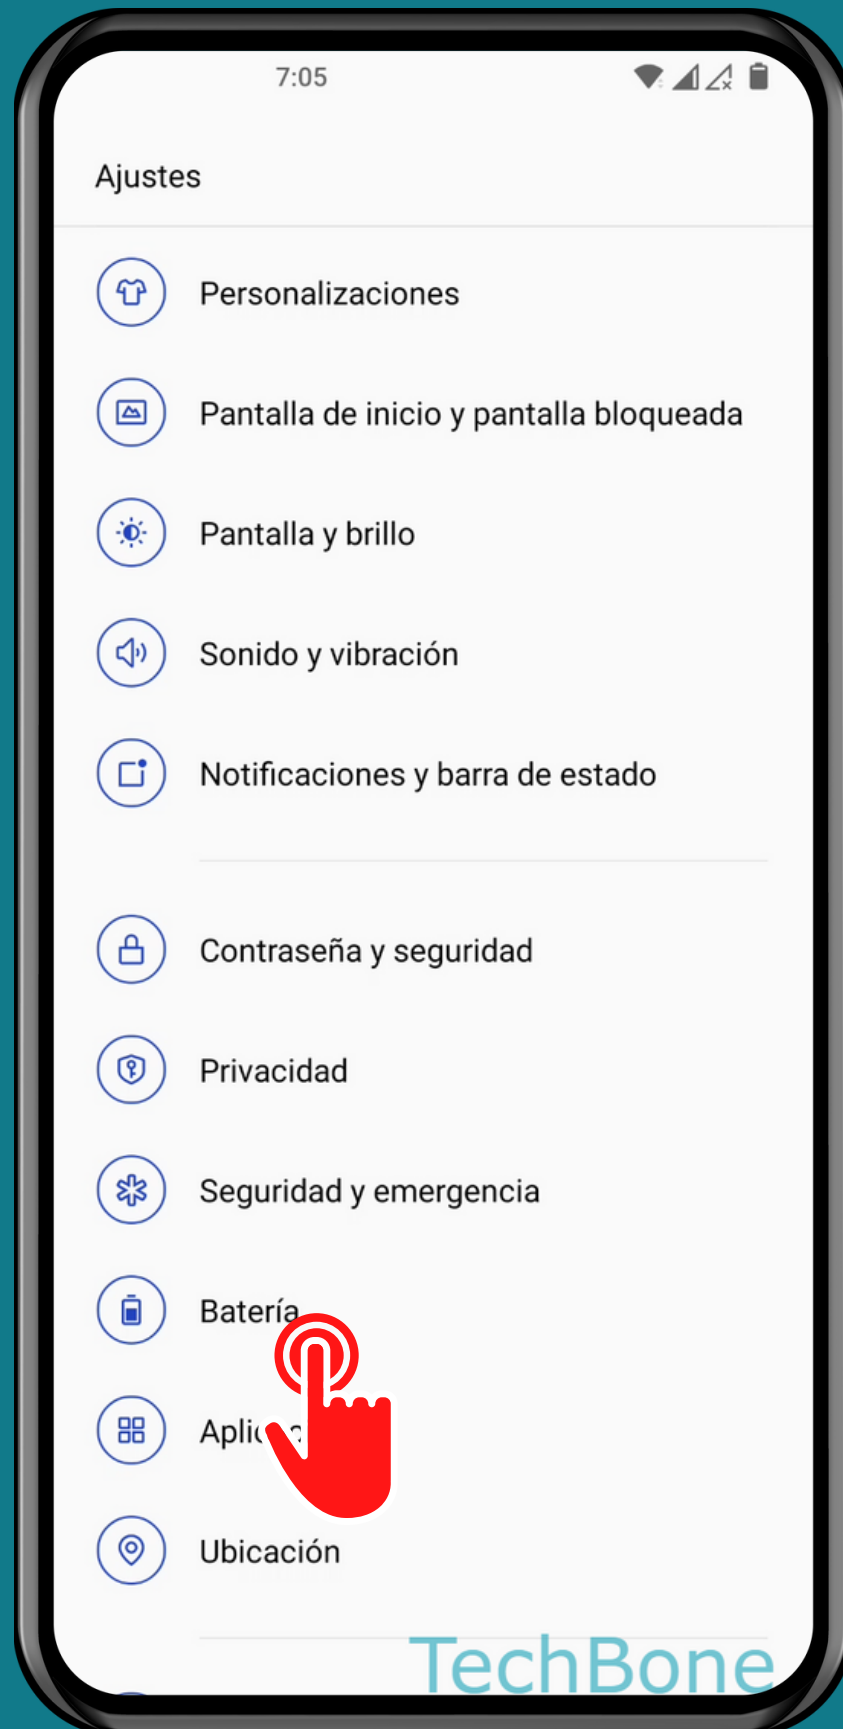 7:05
Ajustes
Personalizaciones
Pantalla de inicio y pantalla bloqueada
Pantalla y brillo
Sonido y vibración
Notificaciones y barra de estado
Contraseña y seguridad
Privacidad
Seguridad y emergencia
Batería
Ubicación
TechBone